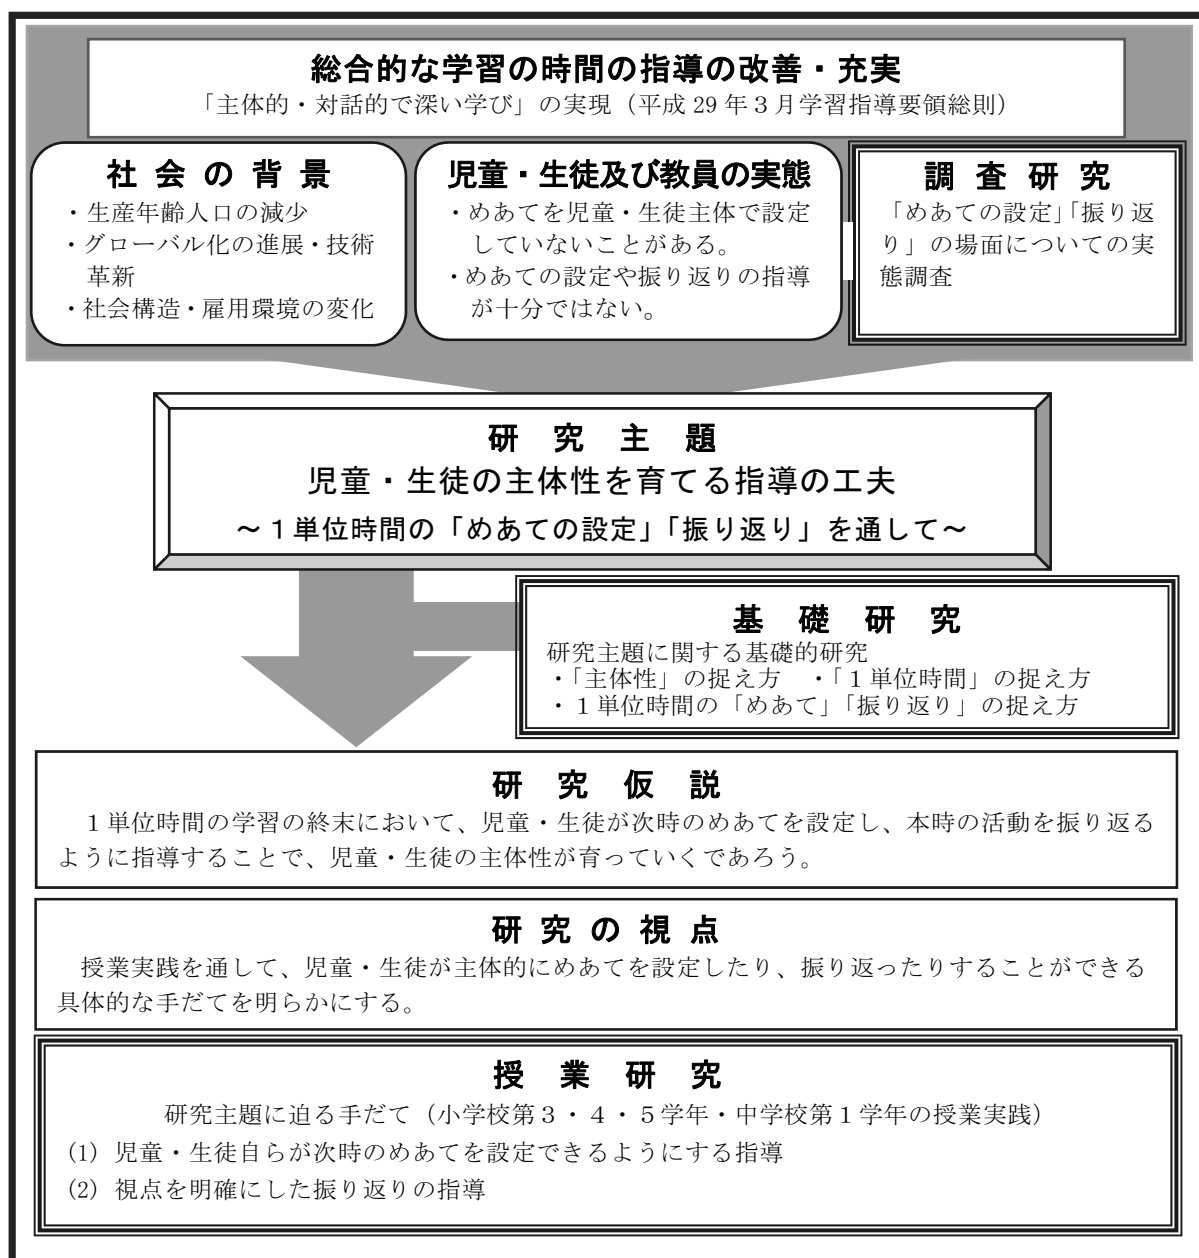 総合的な学習の時間の指導の改善・充実
「主体的・対話的で深い学び」の実現（平成 29 年３月学習指導要領総則）
社 会 の 背 景
・生産年齢人口の減少
・グローバル化の進展・技術
革新
・社会構造・雇用環境の変化
児童・生徒及び教員の実態
・めあてを児童・生徒主体で設定
していないことがある。
・めあての設定や振り返りの指導
が十分ではない。
調 査 研 究
「めあての設定」「振り返
り」の場面についての実
態調査
研 究 主 題
児童・生徒の主体性を育てる指導の工夫
～１単位時間の「めあての設定」「振り返り」を通して～
基 礎 研 究
研究主題に関する基礎的研究
・「主体性」の捉え方　・「１単位時間」の捉え方
・１単位時間の「めあて」「振り返り」の捉え方
研 究 仮 説
１単位時間の学習の終末において、児童・生徒が次時のめあてを設定し、本時の活動を振り返る
ように指導することで、児童・生徒の主体性が育っていくであろう。
研 究 の 視 点
授業実践を通して、児童・生徒が主体的にめあてを設定したり、振り返ったりすることができる
具体的な手だてを明らかにする。
授 業 研 究
研究主題に迫る手だて（小学校第３・４・５学年・中学校第１学年の授業実践）
(1) 児童・生徒自らが次時のめあてを設定できるようにする指導
(2) 視点を明確にした振り返りの指導